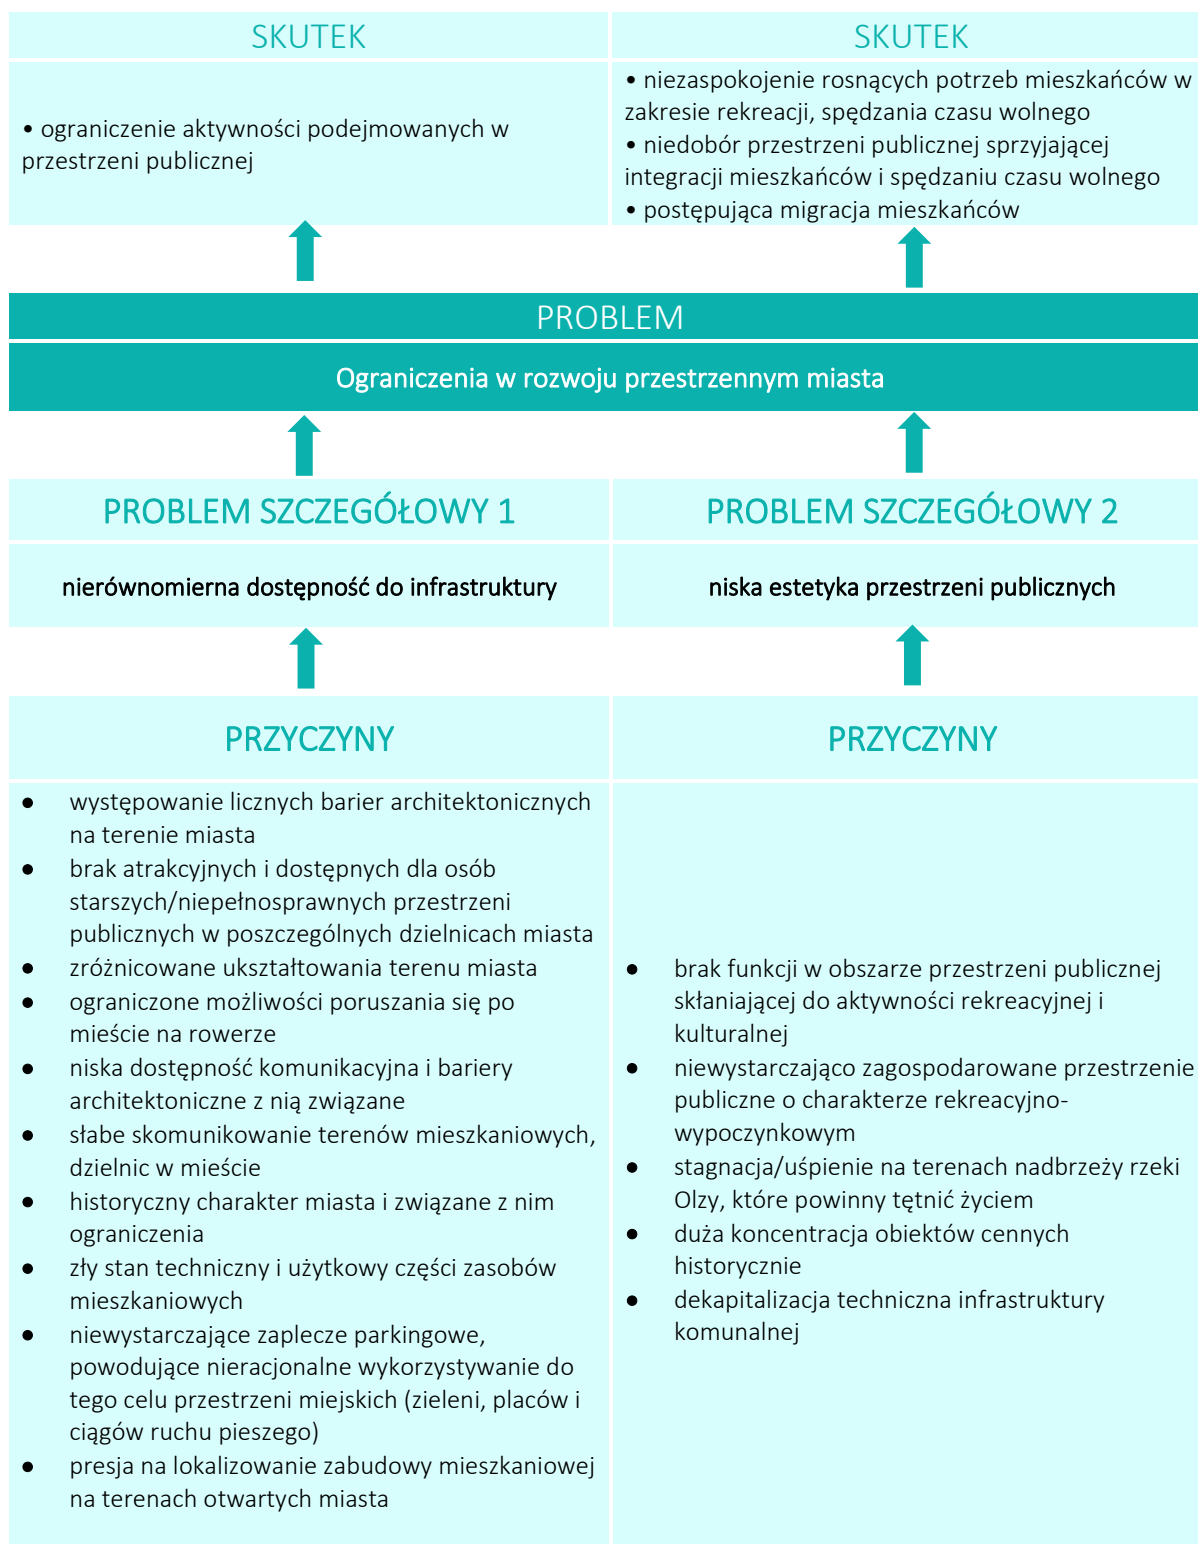 SKUTEK
• ograniczenie aktywności podejmowanych w
przestrzeni publicznej
SKUTEK
• niezaspokojenie rosnących potrzeb mieszkańców w
zakresie rekreacji, spędzania czasu wolnego
• niedobór przestrzeni publicznej sprzyjającej
integracji mieszkańców i spędzaniu czasu wolnego
• postępująca migracja mieszkańców
PROBLEM
Ograniczenia w rozwoju przestrzennym miasta
PROBLEM SZCZEGÓŁOWY 1
nierównomierna dostępność do infrastruktury
PROBLEM SZCZEGÓŁOWY 2
niska estetyka przestrzeni publicznych
PRZYCZYNY
● występowanie licznych barier architektonicznych
na terenie miasta
● brak atrakcyjnych i dostępnych dla osób
starszych/niepełnosprawnych przestrzeni
publicznych w poszczególnych dzielnicach miasta
● zróżnicowane ukształtowania terenu miasta
● ograniczone możliwości poruszania się po
mieście na rowerze
● niska dostępność komunikacyjna i bariery
architektoniczne z nią związane
● słabe skomunikowanie terenów mieszkaniowych,
dzielnic w mieście
● historyczny charakter miasta i związane z nim
ograniczenia
● zły stan techniczny i użytkowy części zasobów
mieszkaniowych
● niewystarczające zaplecze parkingowe,
powodujące nieracjonalne wykorzystywanie do
tego celu przestrzeni miejskich (zieleni, placów i
ciągów ruchu pieszego)
● presja na lokalizowanie zabudowy mieszkaniowej
na terenach otwartych miasta
PRZYCZYNY
● brak funkcji w obszarze przestrzeni publicznej
skłaniającej do aktywności rekreacyjnej i
kulturalnej
● niewystarczająco zagospodarowane przestrzenie
publiczne o charakterze rekreacyjno-
wypoczynkowym
● stagnacja/uśpienie na terenach nadbrzeży rzeki
Olzy, które powinny tętnić życiem
● duża koncentracja obiektów cennych
historycznie
● dekapitalizacja techniczna infrastruktury
komunalnej